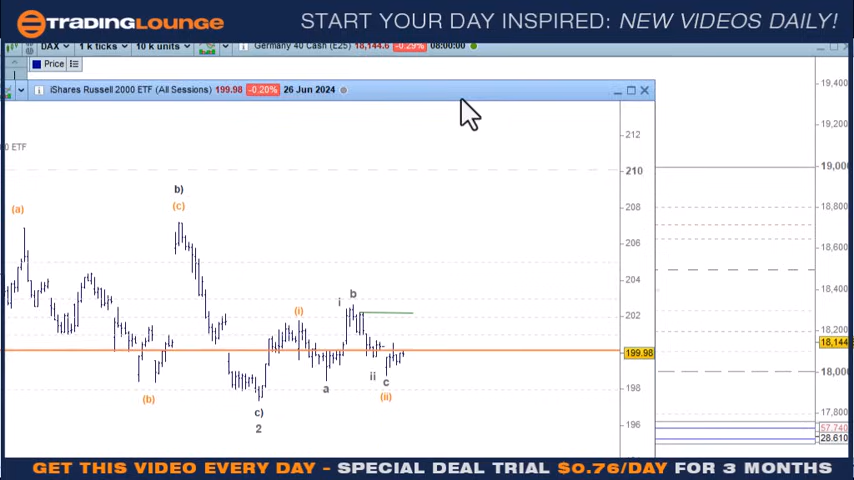 TRADINGLOUNGE
START YOUR DAY INSPIRED: NEW VIDEOS DAILY!
DAX 1 k ticks 10 k units i Germany 40 Cash (E25) 18,144.6 -0.29% 08:00:00
Price
i iShares Russell 2000 ETF (All Sessions) 199.98 -0.20% 26 Jun 2024
19,400
19,200
19,000
18,800
18,600
18,400
18,200
18,144
18,000
17,800
57.740
28.610
212
210
208
206
204
202
199.98
198
196
ETF
(a)
b)
(c)
(b)
c)
2
(i)
a
i
b
ii
c
(ii)
GET THIS VIDEO EVERY DAY - SPECIAL DEAL TRIAL $0.76/DAY FOR 3 MONTHS